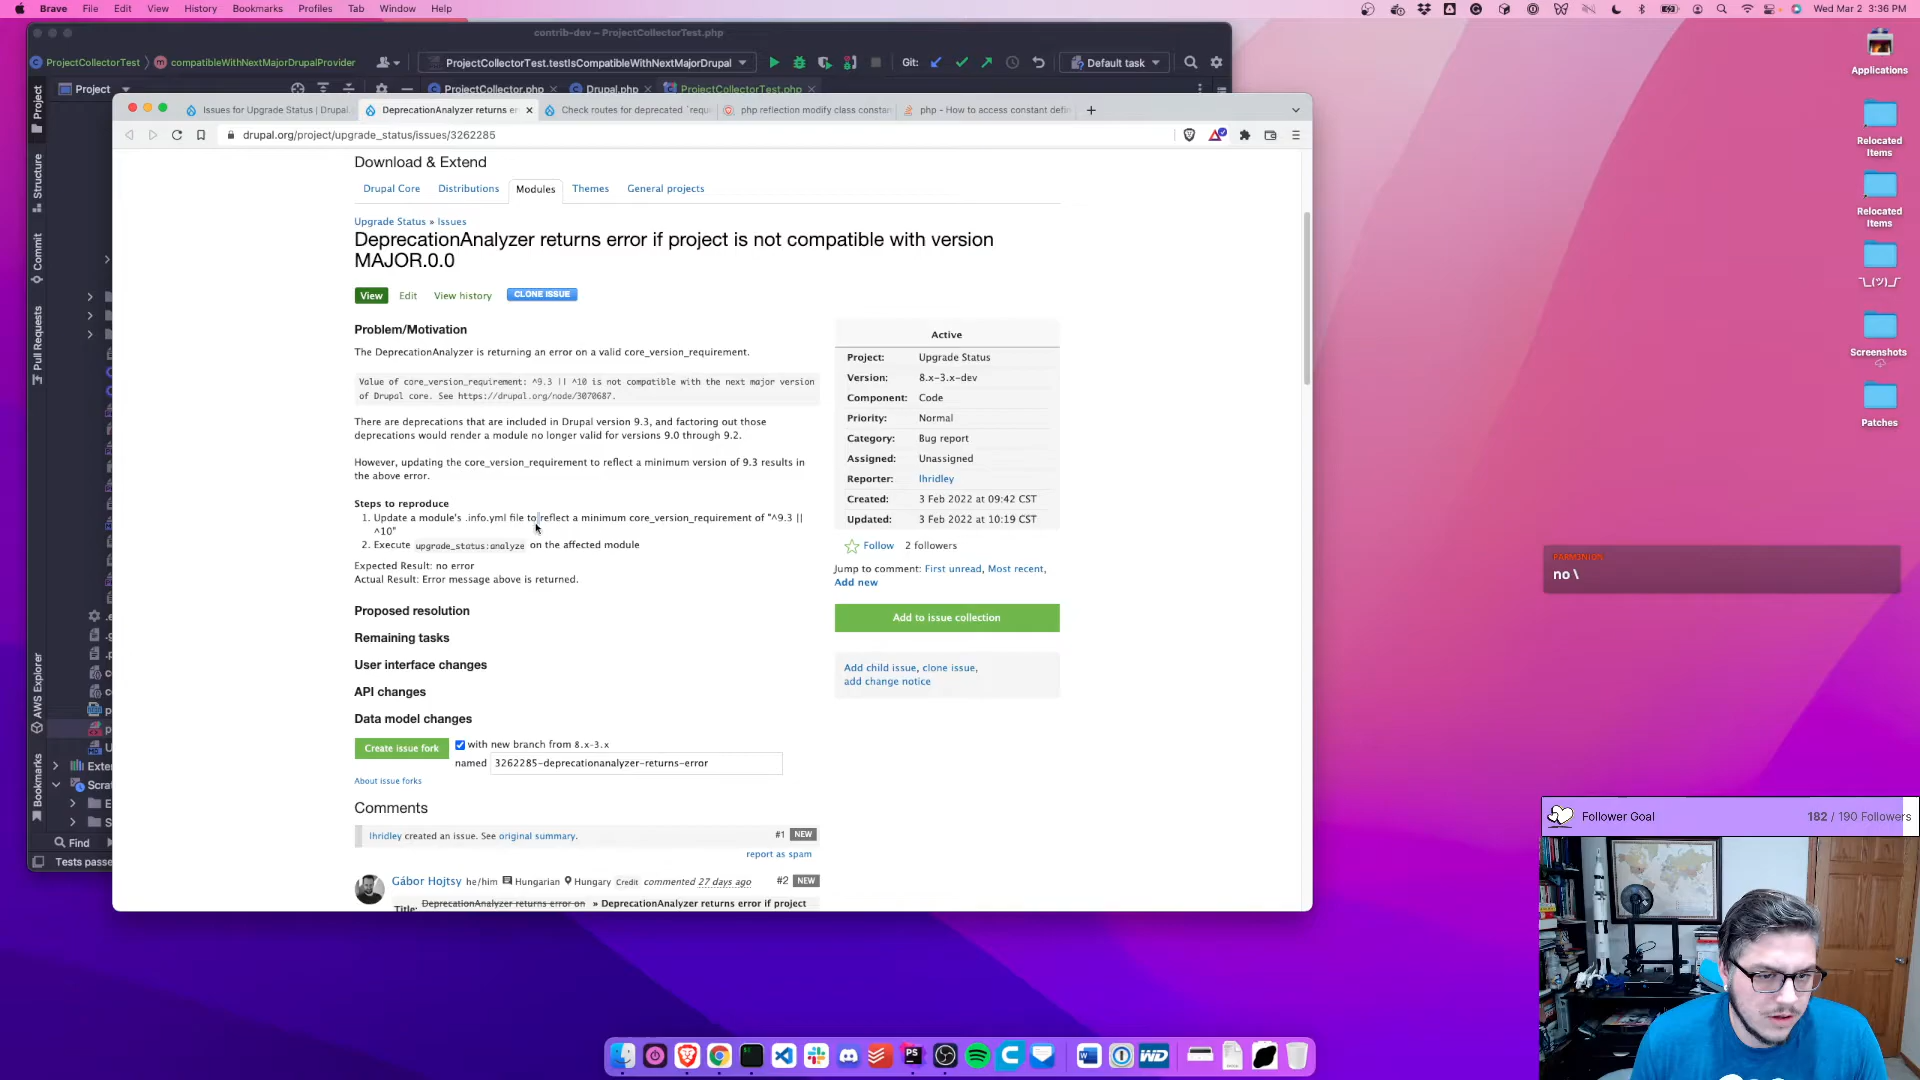 Brave File Edit View History Bookmarks Profiles Tab Window Help
Wed Mar 2 3:36 PM
contrib-dev – ProjectCollectorTest.php
ProjectCollectorTest compatibleWithNextMajorDrupalProvider
ProjectCollectorTest.testIsCompatibleWithNextMajorDrupal
Git:
Default task
Project
ProjectCollector.php
Drupal.php
ProjectCollectorTest.php
Issues for Upgrade Status | Drupal.
DeprecationAnalyzer returns er
Check routes for deprecated `requ
php reflection modify class constan
php - How to access constant defi
drupal.org/project/upgrade_status/issues/3262285
Project
Structure
Commit
Pull Requests
AWS Explorer
Bookmarks
Exter
Scrat
Find
Tests passe
Download & Extend
Drupal Core Distributions Modules Themes General projects
Upgrade Status » Issues
DeprecationAnalyzer returns error if project is not compatible with version
MAJOR.0.0
View Edit View history CLONE ISSUE
Problem/Motivation
The DeprecationAnalyzer is returning an error on a valid core_version_requirement.
Value of core_version_requirement: ^9.3 || ^10 is not compatible with the next major version
of Drupal core. See https://drupal.org/node/3070687.
There are deprecations that are included in Drupal version 9.3, and factoring out those
deprecations would render a module no longer valid for versions 9.0 through 9.2.
However, updating the core_version_requirement to reflect a minimum version of 9.3 results in
the above error.
Steps to reproduce
1. Update a module's .info.yml file to reflect a minimum core_version_requirement of "^9.3 ||
^10"
2. Execute upgrade_status:analyze on the affected module
Expected Result: no error
Actual Result: Error message above is returned.
Proposed resolution
Remaining tasks
User interface changes
API changes
Data model changes
Create issue fork with new branch from 8.x-3.x
named 3262285-deprecationanalyzer-returns-error
About issue forks
Comments
lhridley created an issue. See original summary.
#1 NEW
report as spam
Gábor Hojtsy he/him Hungarian Hungary Credit commented 27 days ago
#2 NEW
Title: DeprecationAnalyzer returns error on » DeprecationAnalyzer returns error if project
Active
Project: Upgrade Status
Version: 8.x-3.x-dev
Component: Code
Priority: Normal
Category: Bug report
Assigned: Unassigned
Reporter: lhridley
Created: 3 Feb 2022 at 09:42 CST
Updated: 3 Feb 2022 at 10:19 CST
Follow 2 followers
Jump to comment: First unread, Most recent,
Add new
Add to issue collection
Add child issue, clone issue,
add change notice
Applications
Relocated
Items
Relocated
Items
¯\_(ツ)_/¯
Screenshots
Patches
FARMINION
no \
Follower Goal 182 / 190 Followers
PS
WD